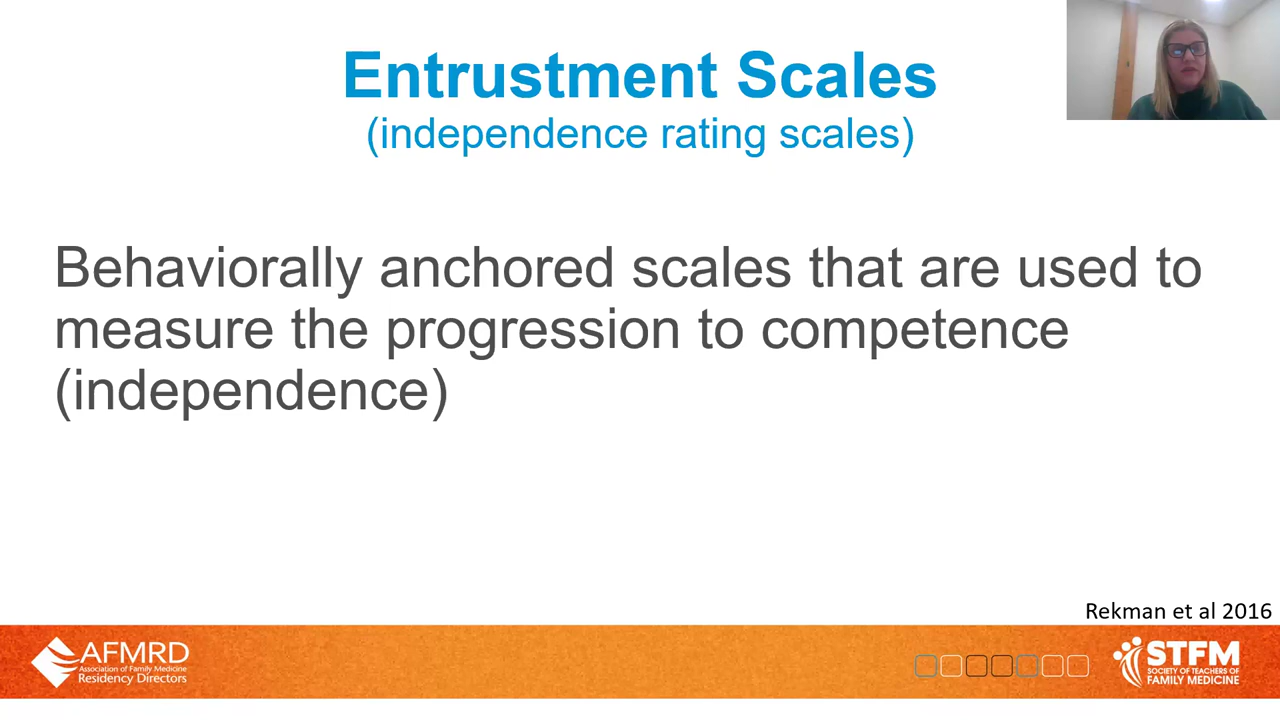 Entrustment Scales
(independence rating scales)
Behaviorally anchored scales that are used to
measure the progression to competence
(independence)
Rekman et al 2016
AFMRD
Association of Family Medicine
Residency Directors
STFM
SOCIETY OF TEACHERS OF
FAMILY MEDICINE